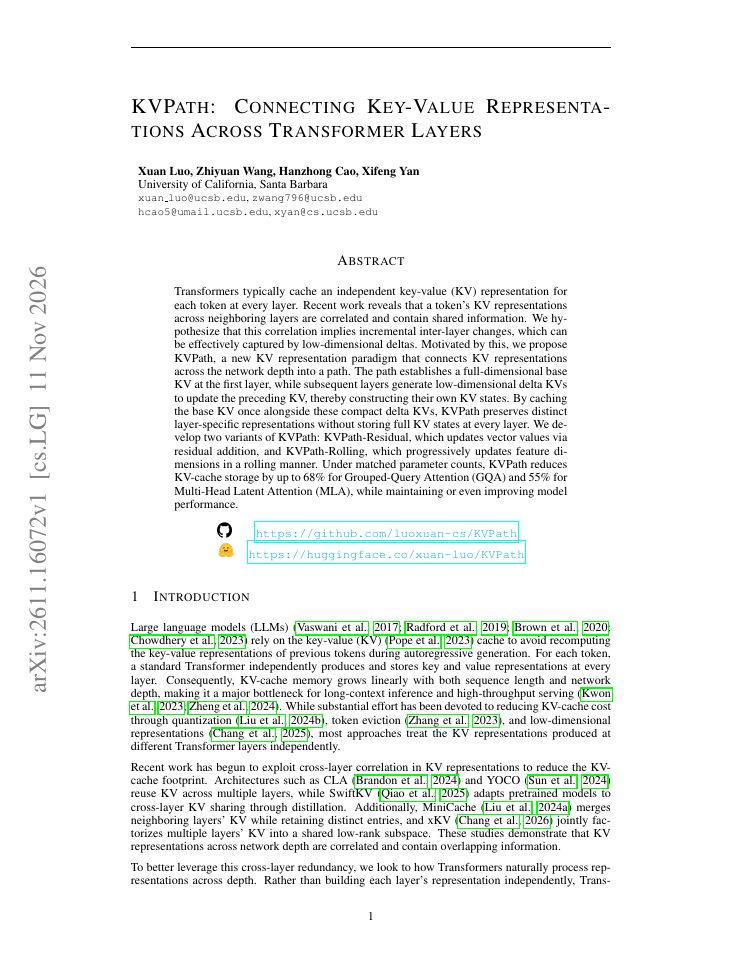 KVPATH: CONNECTING KEY-VALUE REPRESENTA-
TIONS ACROSS TRANSFORMER LAYERS
Xuan Luo, Zhiyuan Wang, Hanzhong Cao, Xifeng Yan
University of California, Santa Barbara
xuan_luo@ucsb.edu, zwang796@ucsb.edu
hcao5@umail.ucsb.edu, xyan@cs.ucsb.edu
ABSTRACT
Transformers typically cache an independent key-value (KV) representation for
each token at every layer. Recent work reveals that a token's KV representations
across neighboring layers are correlated and contain shared information. We hy-
pothesize that this correlation implies incremental inter-layer changes, which can
be effectively captured by low-dimensional deltas. Motivated by this, we propose
KVPath, a new KV representation paradigm that connects KV representations
across the network depth into a path. The path establishes a full-dimensional base
KV at the first layer, while subsequent layers generate low-dimensional delta KVs
to update the preceding KV, thereby constructing their own KV states. By caching
the base KV once alongside these compact delta KVs, KVPath preserves distinct
layer-specific representations without storing full KV states at every layer. We de-
velop two variants of KVPath: KVPath-Residual, which updates vector values via
residual addition, and KVPath-Rolling, which progressively updates feature di-
mensions in a rolling manner. Under matched parameter counts, KVPath reduces
KV-cache storage by up to 68% for Grouped-Query Attention (GQA) and 55% for
Multi-Head Latent Attention (MLA), while maintaining or even improving model
performance.
https://github.com/luoxuan-cs/KVPath
https://huggingface.co/xuan-luo/KVPath
1 INTRODUCTION
Large language models (LLMs) (Vaswani et al., 2017; Radford et al., 2019; Brown et al., 2020;
Chowdhery et al., 2023) rely on the key-value (KV) (Pope et al., 2023) cache to avoid recomputing
the key-value representations of previous tokens during autoregressive generation. For each token,
a standard Transformer independently produces and stores key and value representations at every
layer. Consequently, KV-cache memory grows linearly with both sequence length and network
depth, making it a major bottleneck for long-context inference and high-throughput serving (Kwon
et al., 2023; Zheng et al., 2024). While substantial effort has been devoted to reducing KV-cache cost
through quantization (Liu et al., 2024b), token eviction (Zhang et al., 2023), and low-dimensional
representations (Chang et al., 2025), most approaches treat the KV representations produced at
different Transformer layers independently.
Recent work has begun to exploit cross-layer correlation in KV representations to reduce the KV-
cache footprint. Architectures such as CLA (Brandon et al., 2024) and YOCO (Sun et al., 2024)
reuse KV across multiple layers, while SwiftKV (Qiao et al., 2025) adapts pretrained models to
cross-layer KV sharing through distillation. Additionally, MiniCache (Liu et al., 2024a) merges
neighboring layers' KV while retaining distinct entries, and xKV (Chang et al., 2026) jointly fac-
torizes multiple layers' KV into a shared low-rank subspace. These studies demonstrate that KV
representations across network depth are correlated and contain overlapping information.
To better leverage this cross-layer redundancy, we look to how Transformers naturally process rep-
resentations across depth. Rather than building each layer's representation independently, Trans-
1
arXiv:2611.16072v1 [cs.LG] 11 Nov 2026